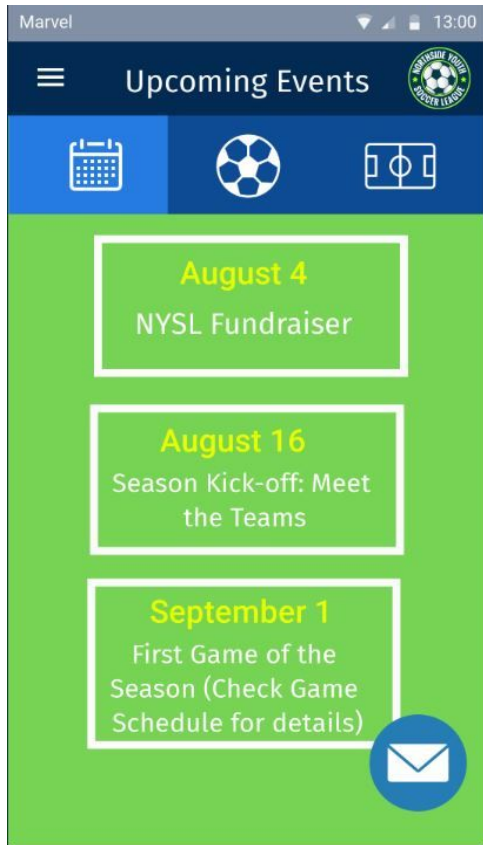 Marvel
13:00
Upcoming Events
NORTHSIDE YOUTH
SOCCER LEAGUE
August 4
NYSL Fundraiser
August 16
Season Kick-off: Meet
the Teams
September 1
First Game of the
Season (Check Game
Schedule for details)